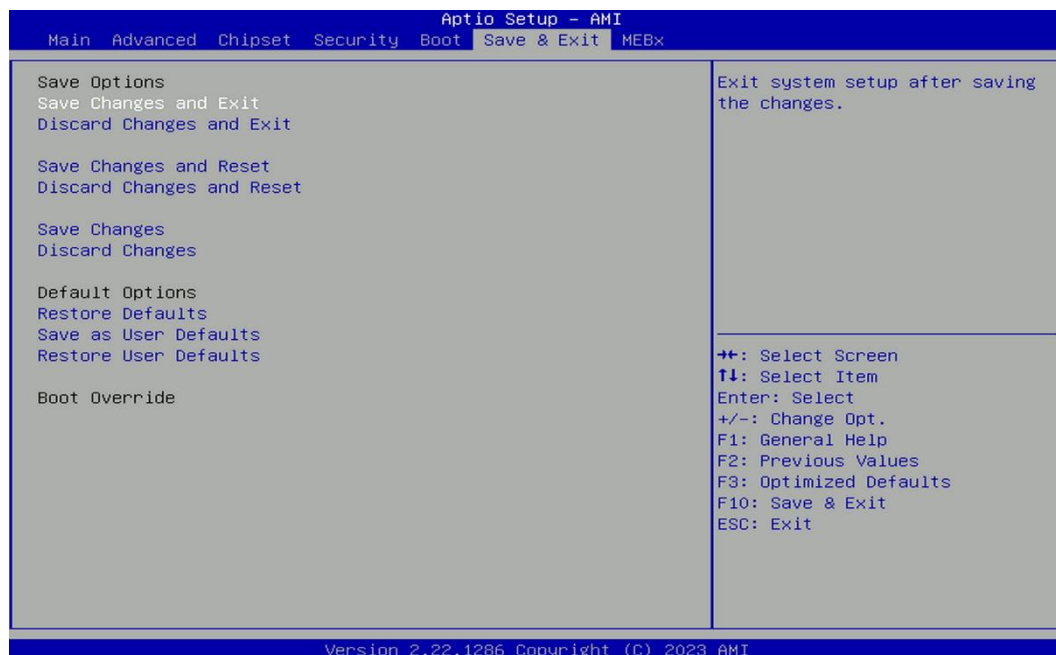 Aptio Setup – AMI
Main Advanced Chipset Security Boot Save & Exit MEBx
Save Options
Save Changes and Exit
Discard Changes and Exit
Save Changes and Reset
Discard Changes and Reset
Save Changes
Discard Changes
Default Options
Restore Defaults
Save as User Defaults
Restore User Defaults
Boot Override
Exit system setup after saving
the changes.
→←: Select Screen
↑↓: Select Item
Enter: Select
+/-: Change Opt.
F1: General Help
F2: Previous Values
F3: Optimized Defaults
F10: Save & Exit
ESC: Exit
Version 2.22.1286 Copyright (C) 2023 AMI